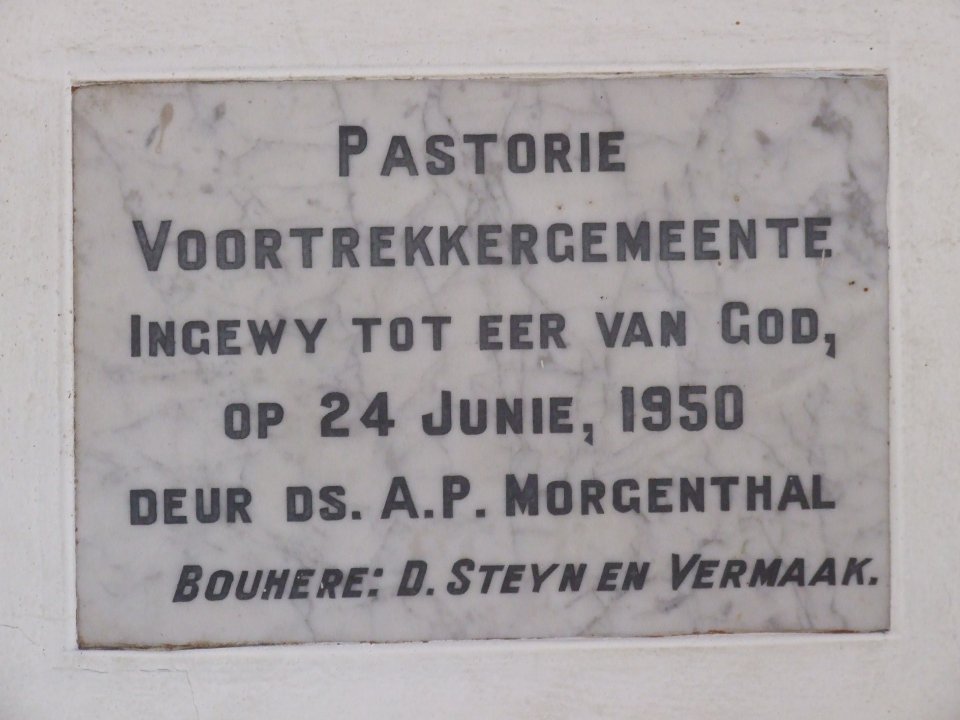 PASTORIE
VOORTREKKERGEMEENTE
INGEWY TOT EER VAN GOD,
OP 24 JUNIE, 1950
DEUR DS. A.P. MORGENTHAL
BOUHERE: D. STEYN EN VERMAAK.